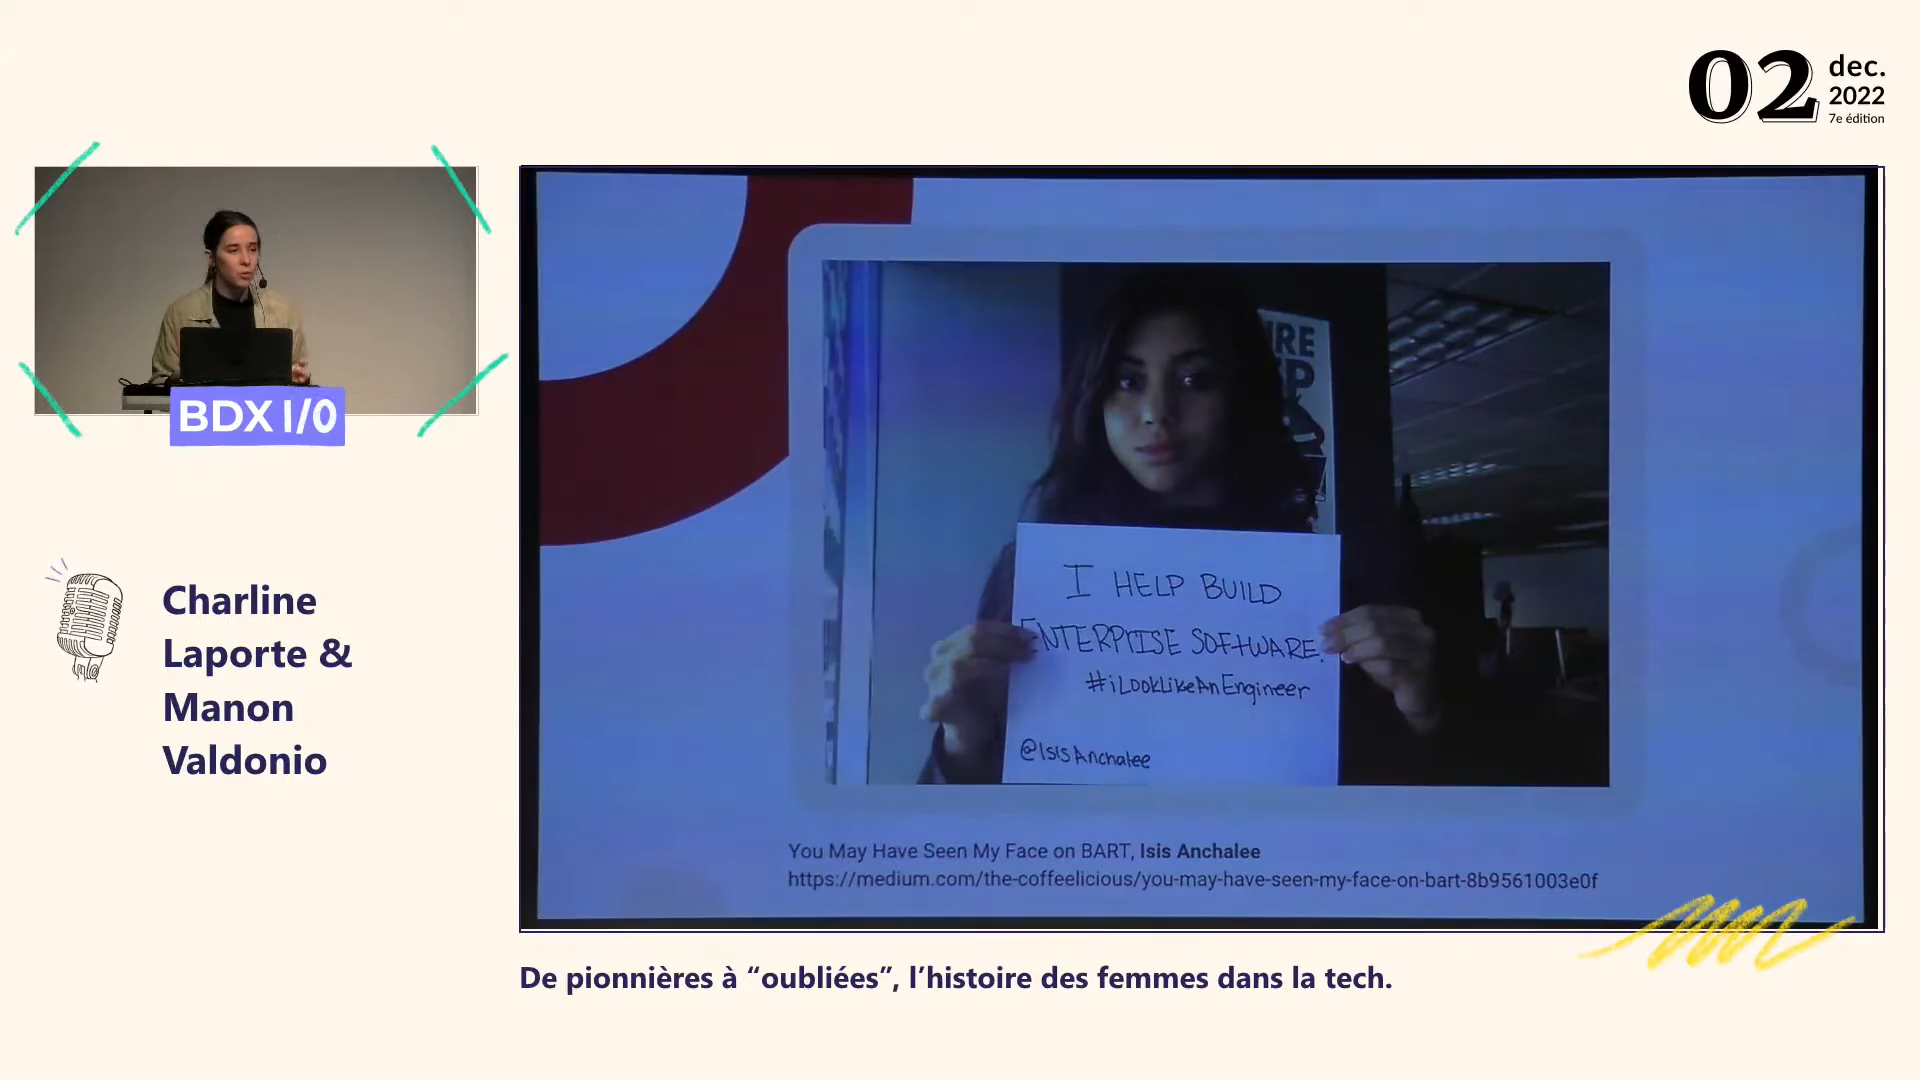 02 dec.
2022
7e édition
BDX I/O
Charline
Laporte &
Manon
Valdonio
I HELP BUILD
ENTERPRISE SOFTWARE.
#iLookLikeAnEngineer
@IsisAnchalee
You May Have Seen My Face on BART, Isis Anchalee
https://medium.com/the-coffeelicious/you-may-have-seen-my-face-on-bart-8b9561003e0f
De pionnières à “oubliées”, l’histoire des femmes dans la tech.